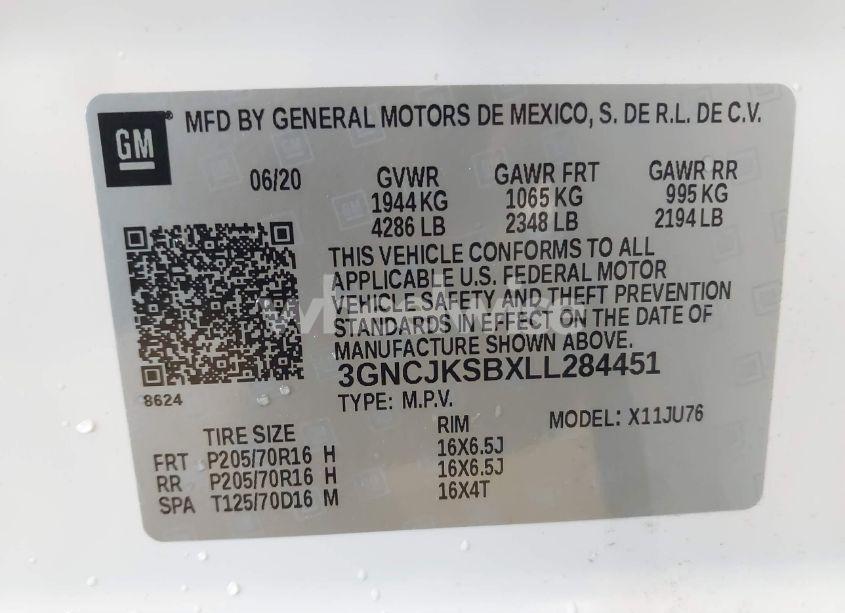 GM® MFD BY GENERAL MOTORS DE MEXICO, S. DE R.L. DE C.V.
06/20 GVWR GAWR FRT GAWR RR
1944 KG 1065 KG 995 KG
4286 LB 2348 LB 2194 LB
THIS VEHICLE CONFORMS TO ALL
APPLICABLE U.S. FEDERAL MOTOR
VEHICLE SAFETY AND THEFT PREVENTION
STANDARDS IN EFFECT ON THE DATE OF
MANUFACTURE SHOWN ABOVE.
3GNCJKSBXLL284451
8624
TYPE: M.P.V. MODEL: X11JU76
TIRE SIZE RIM
FRT P205/70R16 H 16X6.5J
RR P205/70R16 H 16X6.5J
SPA T125/70D16 M 16X4T